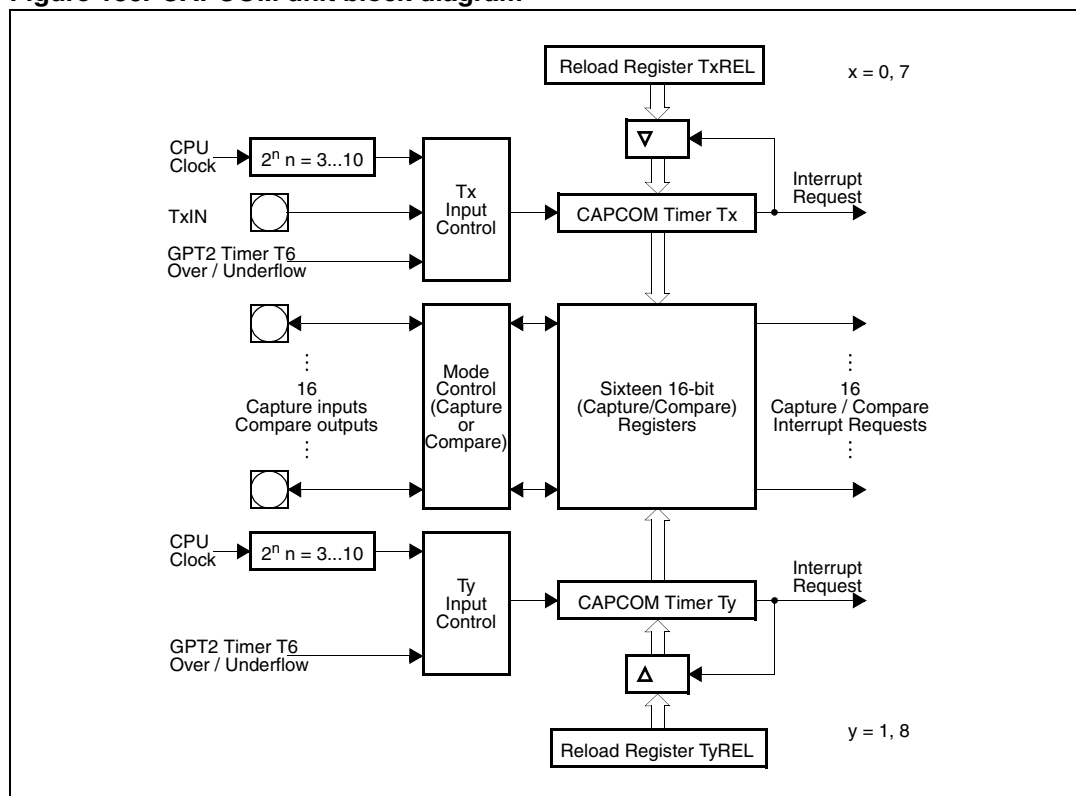 Reload Register TxREL
x = 0, 7
CPU
Clock
2ⁿ n = 3...10
Tx
Input
Control
TxIN
CAPCOM Timer Tx
Interrupt
Request
GPT2 Timer T6
Over / Underflow
16
Capture inputs
Compare outputs
Mode
Control
(Capture
or
Compare)
Sixteen 16-bit
(Capture/Compare)
Registers
16
Capture / Compare
Interrupt Requests
CPU
Clock
2ⁿ n = 3...10
Ty
Input
Control
CAPCOM Timer Ty
Interrupt
Request
GPT2 Timer T6
Over / Underflow
Reload Register TyREL
y = 1, 8